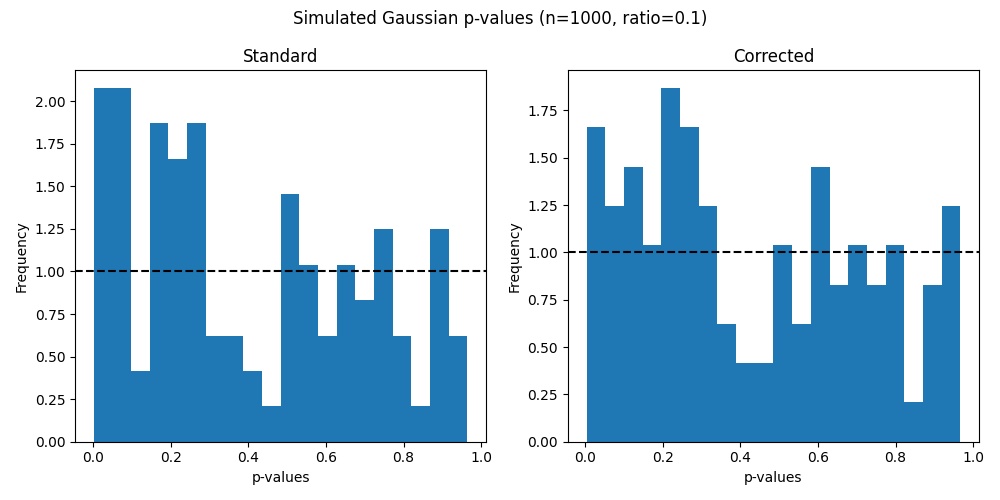 Simulated Gaussian p-values (n=1000, ratio=0.1)
Standard
Frequency
2.00
1.75
1.50
1.25
1.00
0.75
0.50
0.25
0.00
0.0 0.2 0.4 0.6 0.8 1.0
p-values
Corrected
Frequency
1.75
1.50
1.25
1.00
0.75
0.50
0.25
0.00
0.0 0.2 0.4 0.6 0.8 1.0
p-values